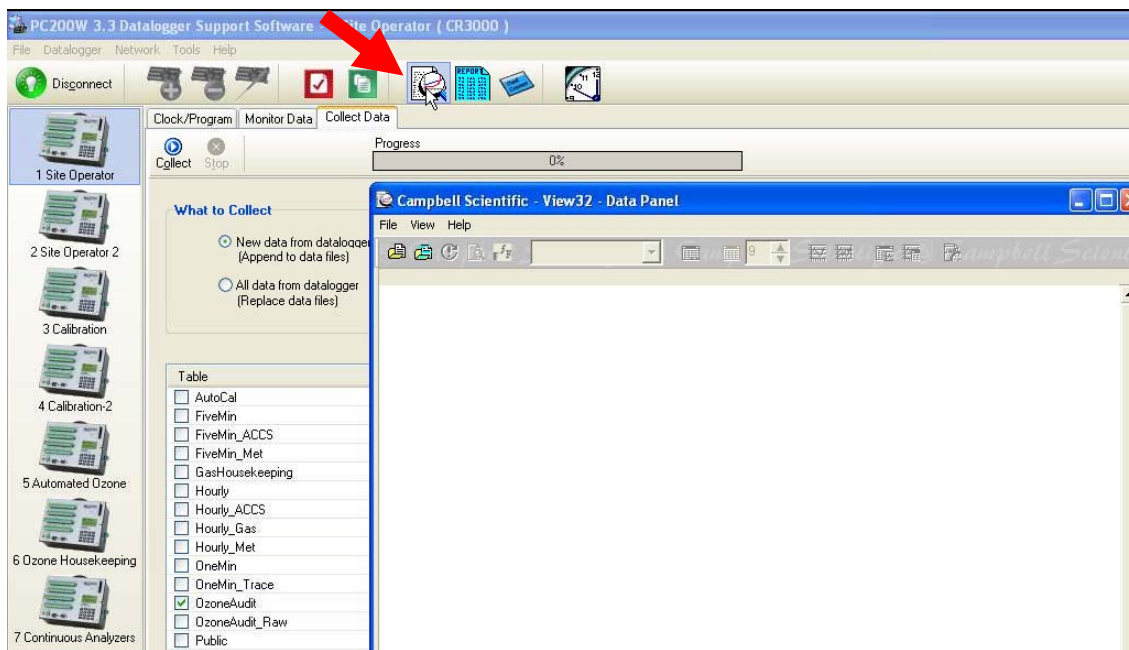 PC200W 3.3 Datalogger Support Software - Site Operator ( CR3000 )
File Datalogger Network Tools Help
Disconnect
REPORT
Clock/Program Monitor Data Collect Data
Collect Stop
Progress
0%
1 Site Operator
2 Site Operator 2
3 Calibration
4 Calibration-2
5 Automated Ozone
6 Ozone Housekeeping
7 Continuous Analyzers
What to Collect
New data from datalogger
(Append to data files)
All data from datalogger
(Replace data files)
Table
AutoCal
FiveMin
FiveMin_ACCS
FiveMin_Met
GasHousekeeping
Hourly
Hourly_ACCS
Hourly_Gas
Hourly_Met
OneMin
OneMin_Trace
OzoneAudit
OzoneAudit_Raw
Public
Campbell Scientific - View32 - Data Panel
File View Help
9